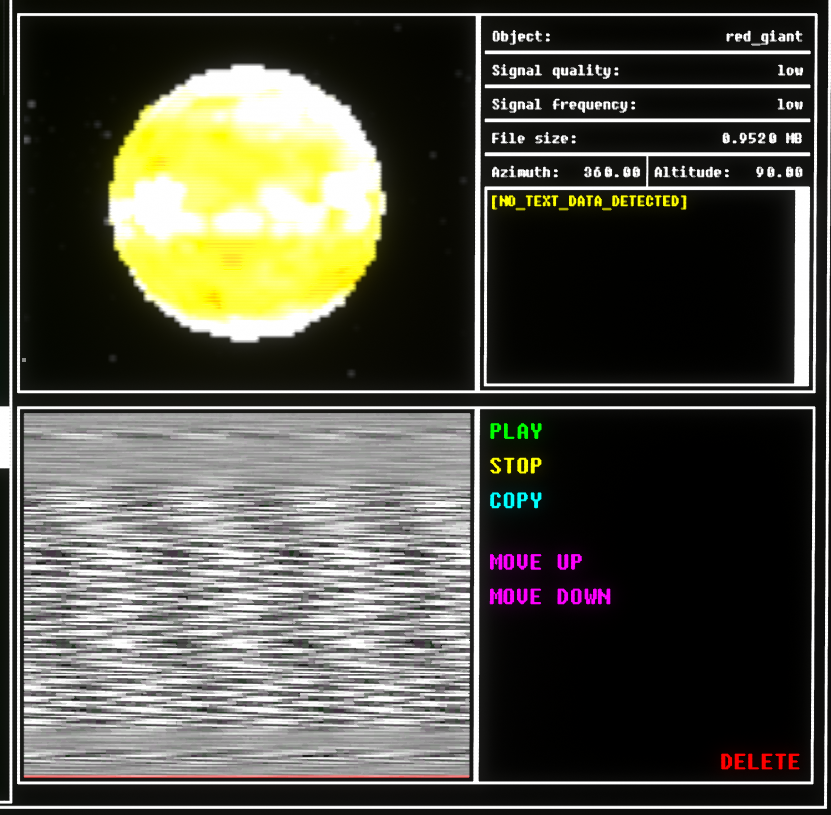 Object: red_giant
Signal quality: low
Signal frequency: low
File size: 0.9520 MB
Azimuth: 360.00 Altitude: 90.00
[NO_TEXT_DATA_DETECTED]
PLAY
STOP
COPY
MOVE UP
MOVE DOWN
DELETE